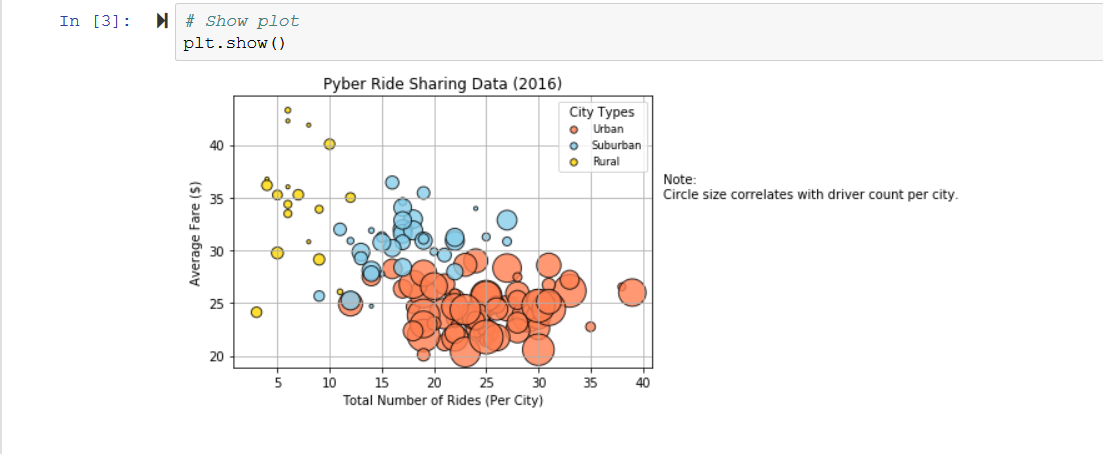 In [3]:
# Show plot
plt.show()
Pyber Ride Sharing Data (2016)
City Types
Urban
Suburban
Rural
40
35
30
25
20
Average Fare ($)
5 10 15 20 25 30 35 40
Total Number of Rides (Per City)
Note:
Circle size correlates with driver count per city.